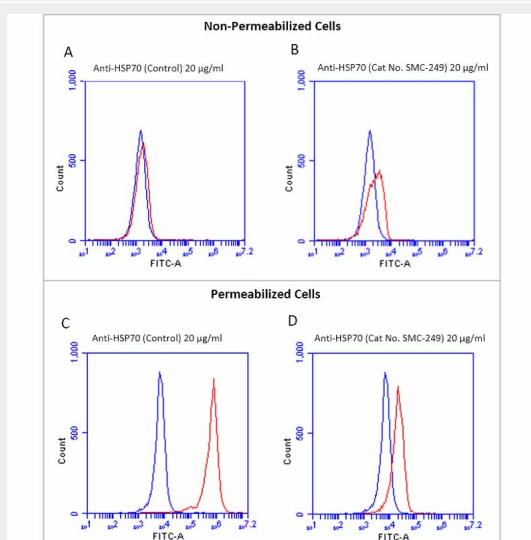 Non-Permeabilized Cells
A
B
Anti-HSP70 (Control) 20 µg/ml
Anti-HSP70 (Cat No. SMC-249) 20 µg/ml
1,000
500
0
Count
FITC-A
1,000
500
0
Count
FITC-A
Permeabilized Cells
C
D
Anti-HSP70 (Control) 20 µg/ml
Anti-HSP70 (Cat No. SMC-249) 20 µg/ml
1,000
500
0
Count
FITC-A
1,000
500
0
Count
FITC-A